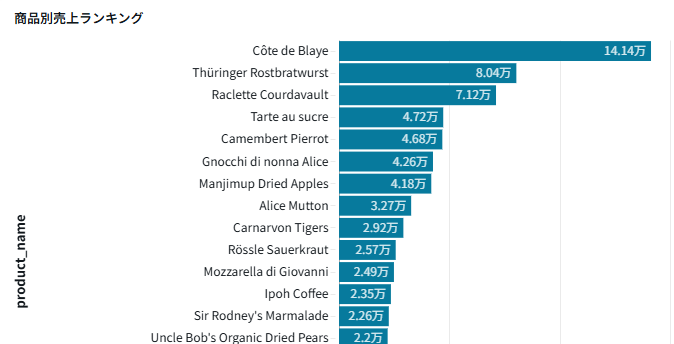 商品別売上ランキング
product_name
Côte de Blaye 14.14万
Thüringer Rostbratwurst 8.04万
Raclette Courdavault 7.12万
Tarte au sucre 4.72万
Camembert Pierrot 4.68万
Gnocchi di nonna Alice 4.26万
Manjimup Dried Apples 4.18万
Alice Mutton 3.27万
Carnarvon Tigers 2.92万
Rössle Sauerkraut 2.57万
Mozzarella di Giovanni 2.49万
Ipoh Coffee 2.35万
Sir Rodney's Marmalade 2.26万
Uncle Bob's Organic Dried Pears 2.2万